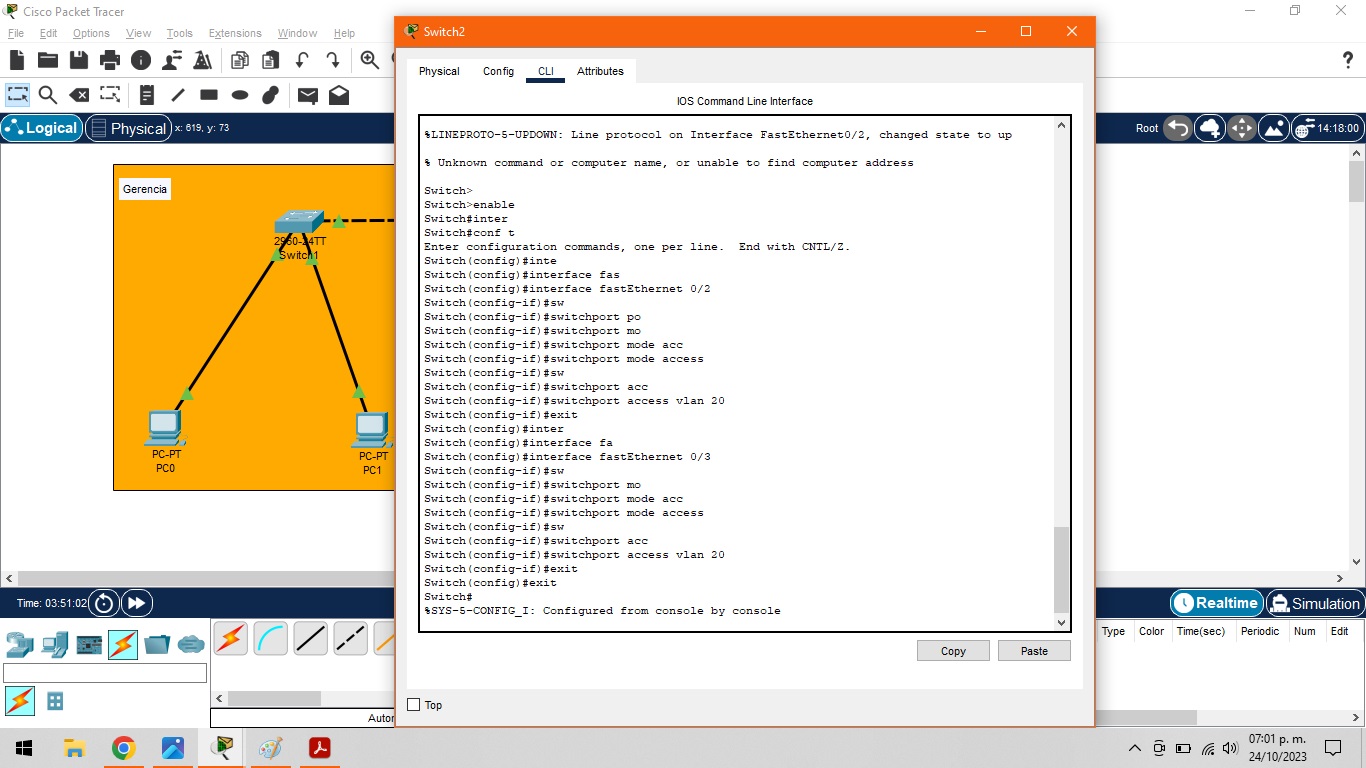 Cisco Packet Tracer
File Edit Options View Tools Extensions Window Help
Logical Physical x: 619, y: 73
Root 14:18:00
Gerencia
2960-24TT
Switch1
PC-PT
PC0
PC-PT
PC1
Switch2
Physical Config CLI Attributes
IOS Command Line Interface
%LINEPROTO-5-UPDOWN: Line protocol on Interface FastEthernet0/2, changed state to up
% Unknown command or computer name, or unable to find computer address
Switch>
Switch>enable
Switch#inter
Switch#conf t
Enter configuration commands, one per line. End with CNTL/Z.
Switch(config)#inte
Switch(config)#interface fas
Switch(config)#interface fastEthernet 0/2
Switch(config-if)#sw
Switch(config-if)#switchport po
Switch(config-if)#switchport mo
Switch(config-if)#switchport mode acc
Switch(config-if)#switchport mode access
Switch(config-if)#sw
Switch(config-if)#switchport acc
Switch(config-if)#switchport access vlan 20
Switch(config-if)#exit
Switch(config)#inter
Switch(config)#interface fa
Switch(config)#interface fastEthernet 0/3
Switch(config-if)#sw
Switch(config-if)#switchport mo
Switch(config-if)#switchport mode acc
Switch(config-if)#switchport mode access
Switch(config-if)#sw
Switch(config-if)#switchport acc
Switch(config-if)#switchport access vlan 20
Switch(config-if)#exit
Switch(config)#exit
Switch#
%SYS-5-CONFIG_I: Configured from console by console
Copy Paste
Top
Time: 03:51:02
Realtime Simulation
Type Color Time(sec) Periodic Num Edit
Autor
07:01 p. m.
24/10/2023